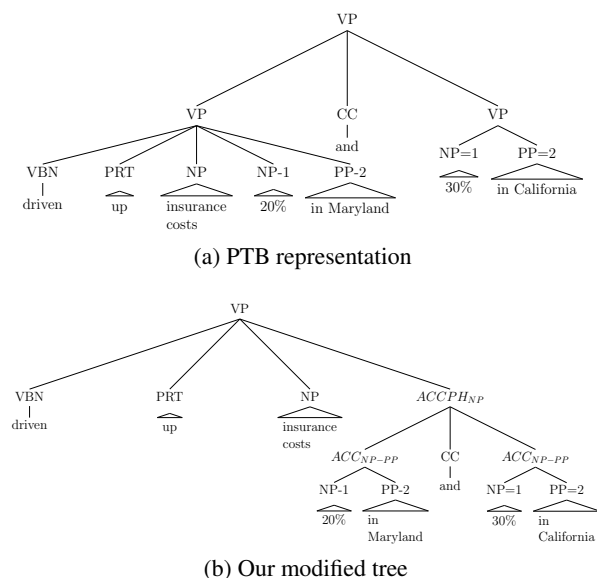 VP
VP CC VP
and
VBN PRT NP NP-1 PP-2 NP=1 PP=2
driven up insurance costs 20% in Maryland 30% in California
(a) PTB representation
VP
VBN PRT NP ACCPH_NP
driven up insurance costs
ACC_NP−PP CC ACC_NP−PP
and
NP-1 PP-2 NP=1 PP=2
20% in Maryland 30% in California
(b) Our modified tree